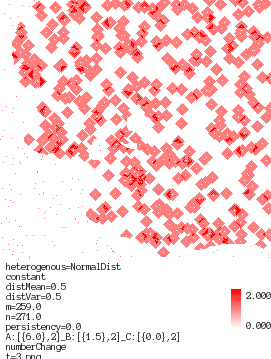 heterogenous=NormalDist
constant
distMean=0.5
distVar=0.5
m=259.0
n=271.0
persistency=0.0
A:[{6.0},2]_B:[{1.5},2]_C:[{0.0},2]
numberChange
t=3.png
2.000
0.000